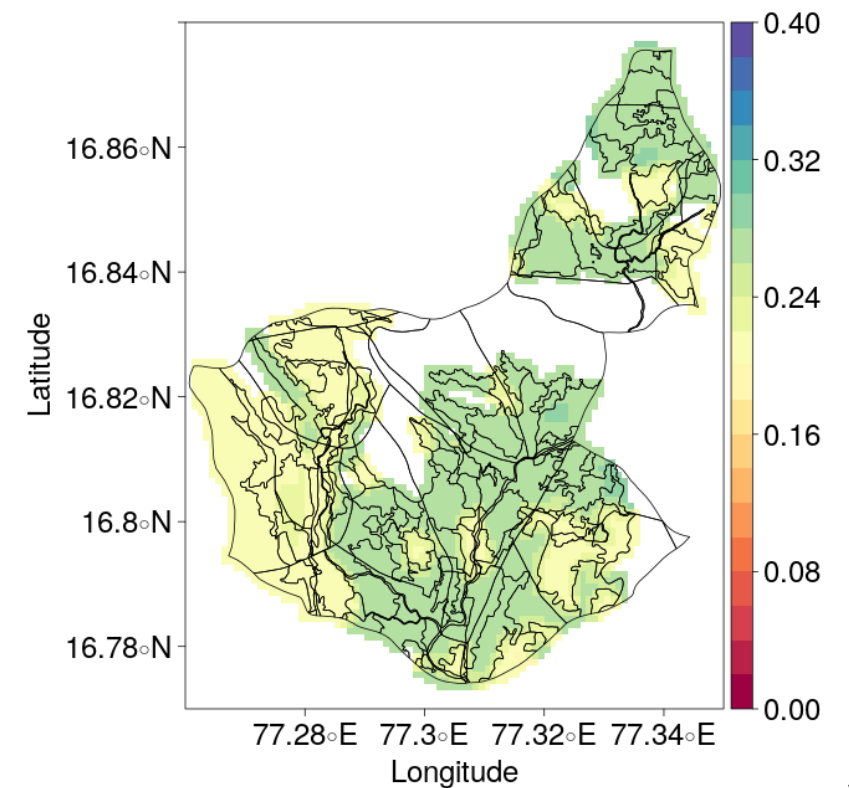 0.40
16.86◦N
0.32
16.84◦N
0.24
Latitude
16.82◦N
0.16
16.8◦N
0.08
16.78◦N
0.00
77.28◦E 77.3◦E 77.32◦E 77.34◦E
Longitude